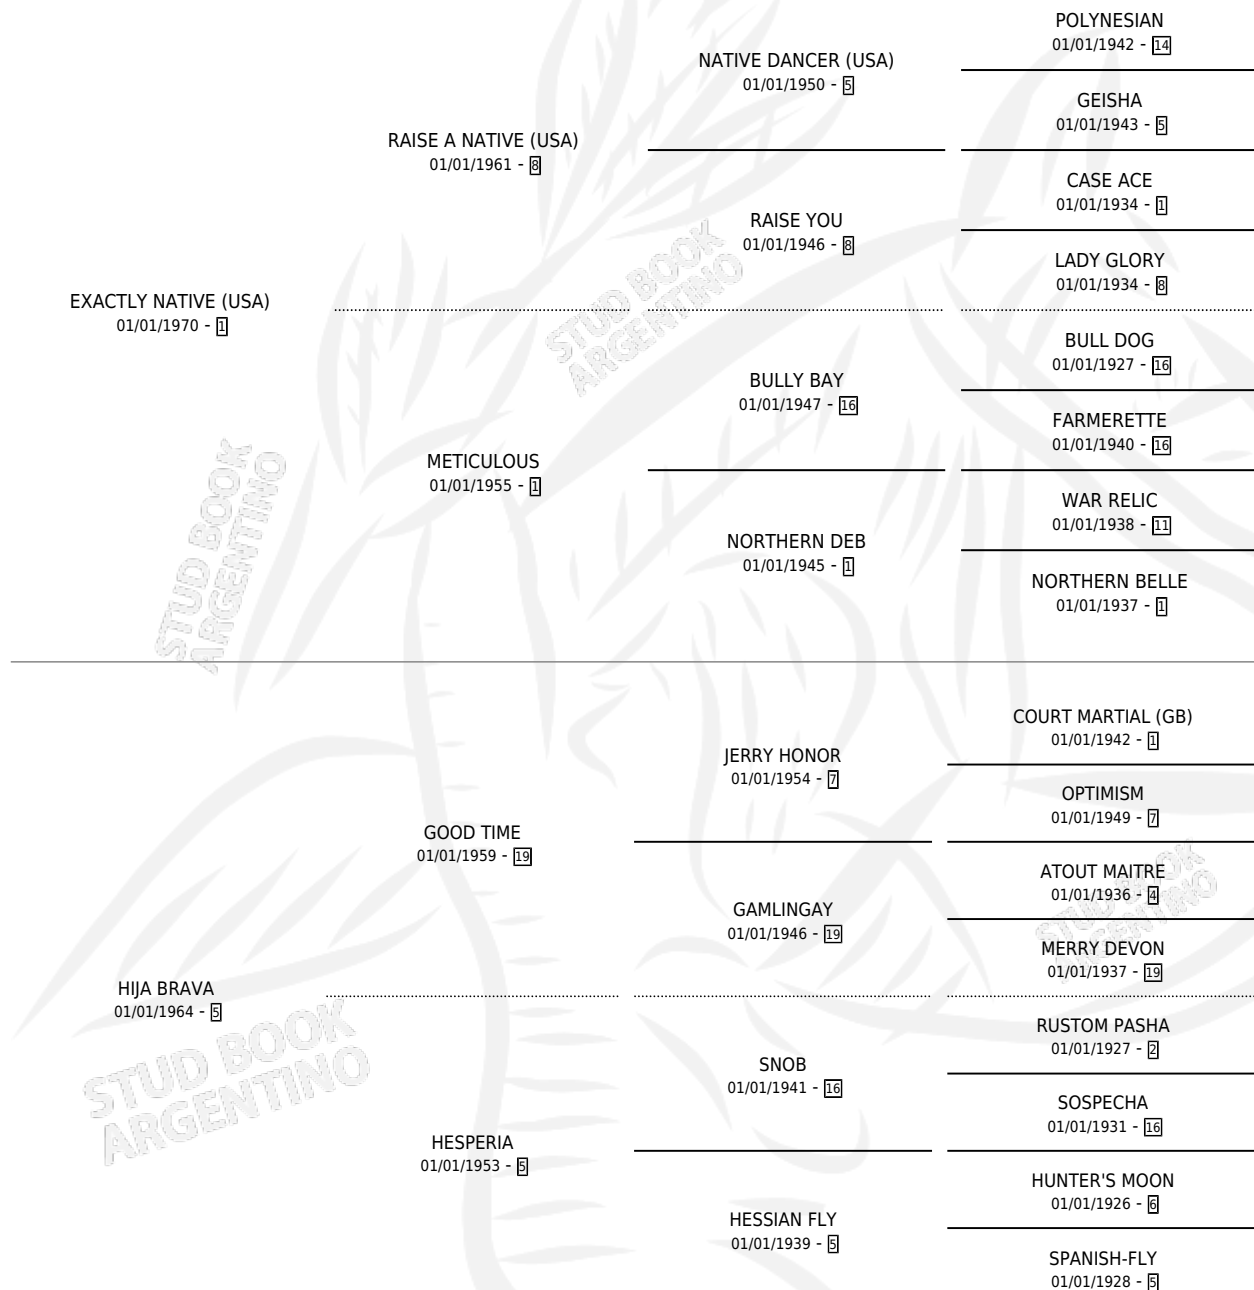 POLYNESIAN
01/01/1942 - 14
NATIVE DANCER (USA)
01/01/1950 - 5
GEISHA
01/01/1943 - 5
RAISE A NATIVE (USA)
01/01/1961 - 8
CASE ACE
01/01/1934 - 1
RAISE YOU
01/01/1946 - 8
LADY GLORY
01/01/1934 - 8
EXACTLY NATIVE (USA)
01/01/1970 - 1
BULL DOG
01/01/1927 - 16
BULLY BAY
01/01/1947 - 16
FARMERETTE
01/01/1940 - 16
METICULOUS
01/01/1955 - 1
WAR RELIC
01/01/1938 - 11
NORTHERN DEB
01/01/1945 - 1
NORTHERN BELLE
01/01/1937 - 1
COURT MARTIAL (GB)
01/01/1942 - 1
JERRY HONOR
01/01/1954 - 7
OPTIMISM
01/01/1949 - 7
GOOD TIME
01/01/1959 - 19
ATOUT MAITRE
01/01/1936 - 4
GAMLINGAY
01/01/1946 - 19
MERRY DEVON
01/01/1937 - 19
HIJA BRAVA
01/01/1964 - 5
RUSTOM PASHA
01/01/1927 - 2
SNOB
01/01/1941 - 16
SOSPECHA
01/01/1931 - 16
HESPERIA
01/01/1953 - 5
HUNTER'S MOON
01/01/1926 - 6
HESSIAN FLY
01/01/1939 - 5
SPANISH-FLY
01/01/1928 - 5
STUD BOOK
ARGENTINO
STUD BOOK
ARGENTINO
STUD BOOK
ARGENTINO
STUD BOOK
ARGENTINO